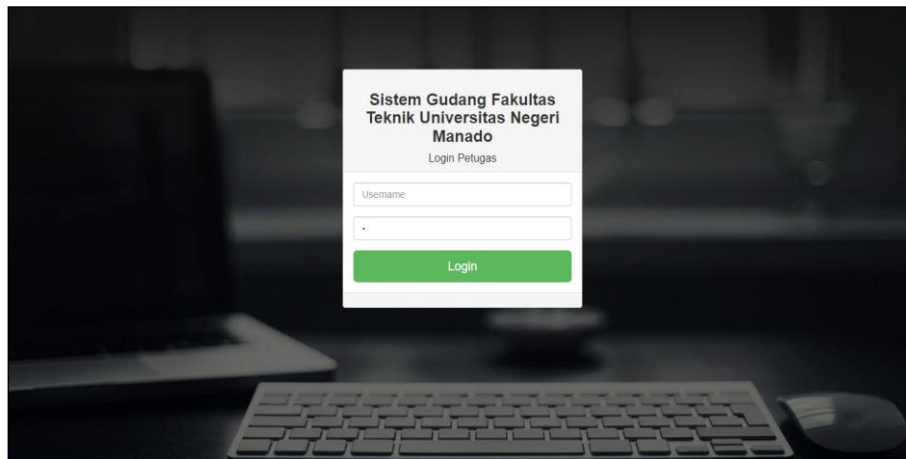 Sistem Gudang Fakultas
Teknik Universitas Negeri
Manado
Login Petugas
Username
Login